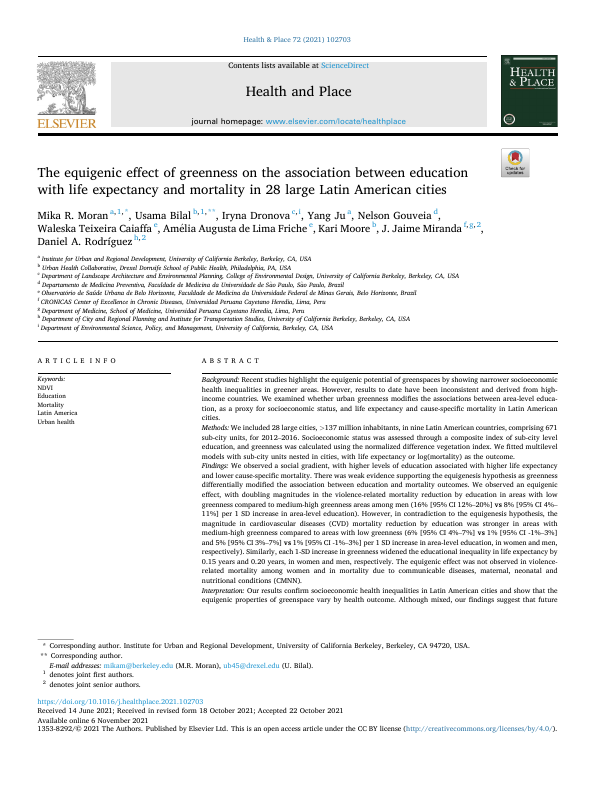 Health & Place 72 (2021) 102703
Contents lists available at ScienceDirect
Health and Place
journal homepage: www.elsevier.com/locate/healthplace
ELSEVIER
HEALTH
& PLACE
Check for
updates
The equigenic effect of greenness on the association between education
with life expectancy and mortality in 28 large Latin American cities
Mika R. Moran a,1,*, Usama Bilal b,1,**, Iryna Dronova c,i, Yang Ju a, Nelson Gouveia d,
Waleska Teixeira Caiaffa e, Amélia Augusta de Lima Friche e, Kari Moore b, J. Jaime Miranda f,g,2,
Daniel A. Rodríguez h,2
a Institute for Urban and Regional Development, University of California Berkeley, Berkeley, CA, USA
b Urban Health Collaborative, Drexel Dornsife School of Public Health, Philadelphia, PA, USA
c Department of Landscape Architecture and Environmental Planning, College of Environmental Design, University of California Berkeley, Berkeley, CA, USA
d Departamento de Medicina Preventiva, Faculdade de Medicina da Universidade de São Paulo, São Paulo, Brazil
e Observatório de Saúde Urbana de Belo Horizonte, Faculdade de Medicina da Universidade Federal de Minas Gerais, Belo Horizonte, Brazil
f CRONICAS Center of Excellence in Chronic Diseases, Universidad Peruana Cayetano Heredia, Lima, Peru
g Department of Medicine, School of Medicine, Universidad Peruana Cayetano Heredia, Lima, Peru
h Department of City and Regional Planning and Institute for Transportation Studies, University of California Berkeley, Berkeley, CA, USA
i Department of Environmental Science, Policy, and Management, University of California, Berkeley, CA, USA
ARTICLE INFO
Keywords:
NDVI
Education
Mortality
Latin America
Urban health
ABSTRACT
Background: Recent studies highlight the equigenic potential of greenspaces by showing narrower socioeconomic
health inequalities in greener areas. However, results to date have been inconsistent and derived from high-
income countries. We examined whether urban greenness modifies the associations between area-level educa-
tion, as a proxy for socioeconomic status, and life expectancy and cause-specific mortality in Latin American
cities.
Methods: We included 28 large cities, >137 million inhabitants, in nine Latin American countries, comprising 671
sub-city units, for 2012–2016. Socioeconomic status was assessed through a composite index of sub-city level
education, and greenness was calculated using the normalized difference vegetation index. We fitted multilevel
models with sub-city units nested in cities, with life expectancy or log(mortality) as the outcome.
Findings: We observed a social gradient, with higher levels of education associated with higher life expectancy
and lower cause-specific mortality. There was weak evidence supporting the equigenesis hypothesis as greenness
differentially modified the association between education and mortality outcomes. We observed an equigenic
effect, with doubling magnitudes in the violence-related mortality reduction by education in areas with low
greenness compared to medium-high greenness areas among men (16% [95% CI 12%–20%] vs 8% [95% CI 4%–
11%] per 1 SD increase in area-level education). However, in contradiction to the equigenesis hypothesis, the
magnitude in cardiovascular diseases (CVD) mortality reduction by education was stronger in areas with
medium-high greenness compared to areas with low greenness (6% [95% CI 4%–7%] vs 1% [95% CI -1%–3%]
and 5% [95% CI 3%–7%] vs 1% [95% CI -1%–3%] per 1 SD increase in area-level education, in women and men,
respectively). Similarly, each 1-SD increase in greenness widened the educational inequality in life expectancy by
0.15 years and 0.20 years, in women and men, respectively. The equigenic effect was not observed in violence-
related mortality among women and in mortality due to communicable diseases, maternal, neonatal and
nutritional conditions (CMNN).
Interpretation: Our results confirm socioeconomic health inequalities in Latin American cities and show that the
equigenic properties of greenspace vary by health outcome. Although mixed, our findings suggest that future
* Corresponding author. Institute for Urban and Regional Development, University of California Berkeley, Berkeley, CA 94720, USA.
** Corresponding author.
E-mail addresses: mikam@berkeley.edu (M.R. Moran), ub45@drexel.edu (U. Bilal).
1 denotes joint first authors.
2 denotes joint senior authors.
https://doi.org/10.1016/j.healthplace.2021.102703
Received 14 June 2021; Received in revised form 18 October 2021; Accepted 22 October 2021
Available online 6 November 2021
1353-8292/© 2021 The Authors. Published by Elsevier Ltd. This is an open access article under the CC BY license (http://creativecommons.org/licenses/by/4.0/).